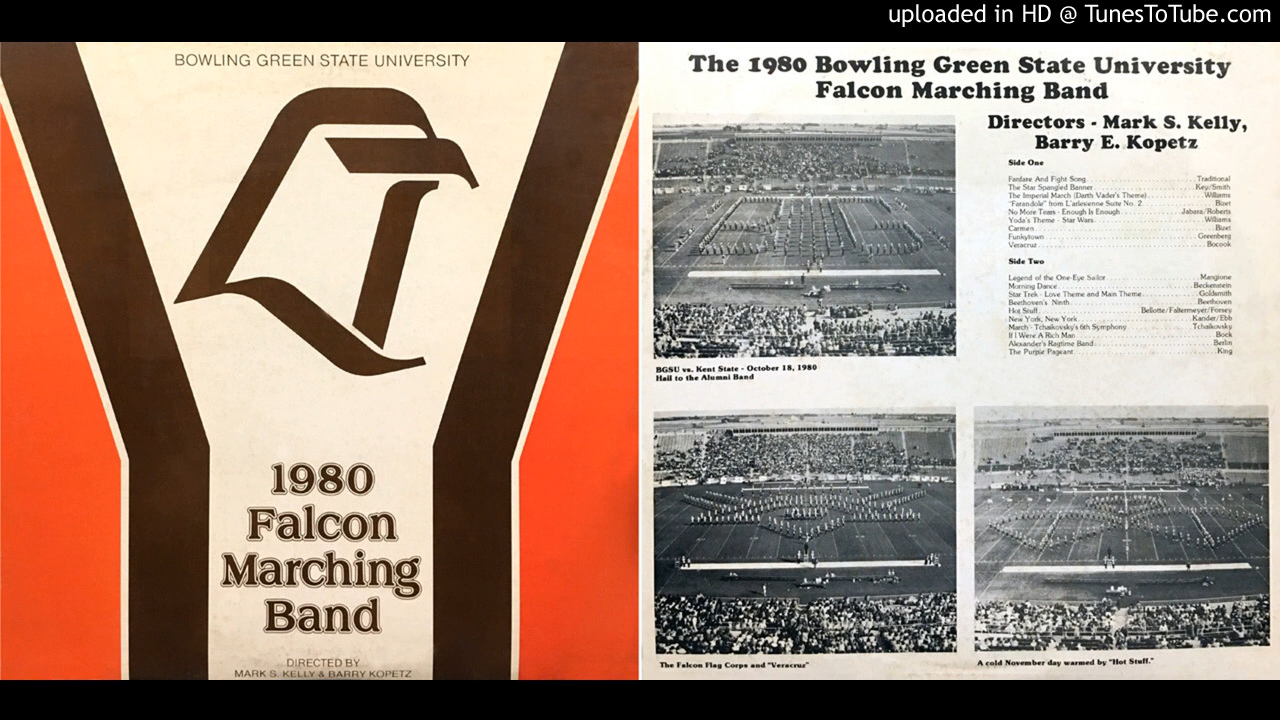 uploaded in HD @ TunesToTube.com
BOWLING GREEN STATE UNIVERSITY
1980
Falcon
Marching
Band
DIRECTED BY
MARK S. KELLY & BARRY KOPETZ
The 1980 Bowling Green State University
Falcon Marching Band
Directors - Mark S. Kelly,
Barry E. Kopetz
Side One
Fanfare And Fight Song Traditional
The Star Spangled Banner Key/Smith
The Imperial March (Darth Vader's Theme) Williams
"Farandole" from L'arlesienne Suite No. 2 Bizet
No More Tears - Enough Is Enough Jabara/Roberts
Yoda's Theme - Star Wars Williams
Carmen Bizet
Funkytown Greenberg
Veracruz Bocook
Side Two
Legend of the One-Eye Sailor Mangione
Morning Dance Beckenstein
Star Trek - Love Theme and Main Theme Goldsmith
Beethoven's Ninth Beethoven
Hot Stuff Bellotte/Faltermeyer/Forsey
New York, New York Kander/Ebb
March - Tchaikovsky's 6th Symphony Tchaikovsky
If I Were A Rich Man Bock
Alexander's Ragtime Band Berlin
The Purple Pageant King
BGSU vs. Kent State - October 18, 1980
Hail to the Alumni Band
The Falcon Flag Corps and "Veracruz"
A cold November day warmed by "Hot Stuff."